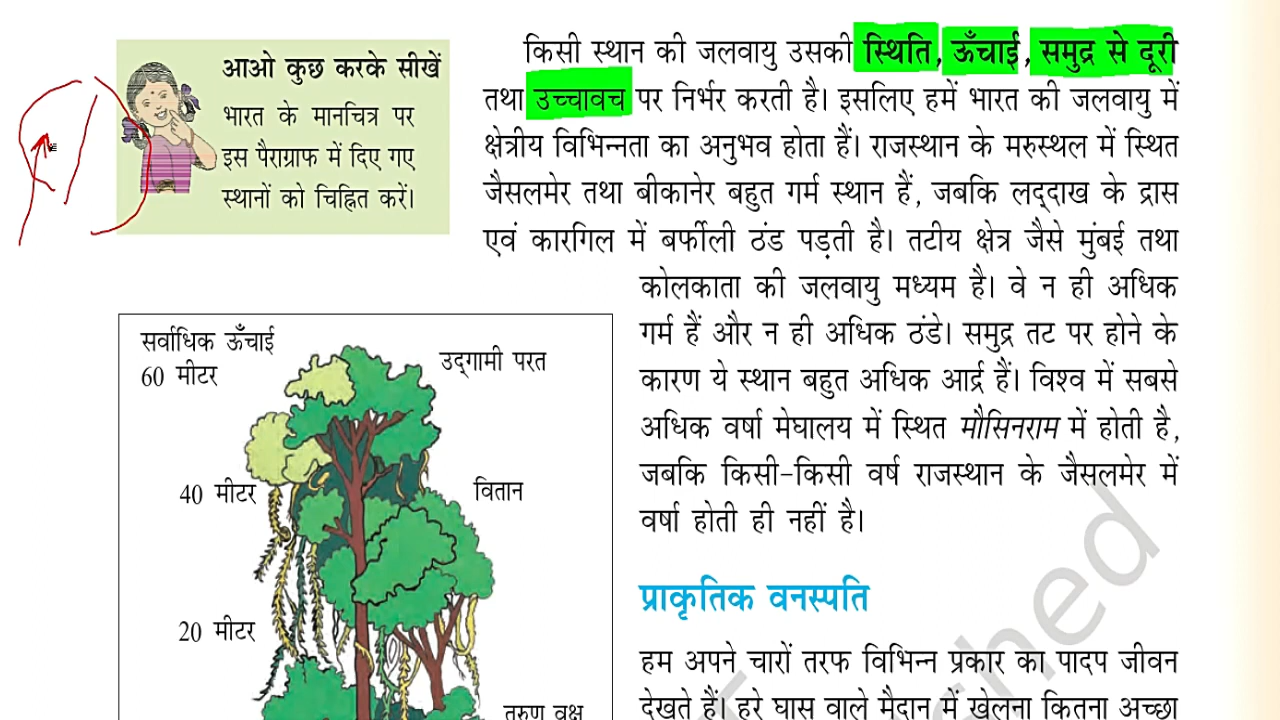 आओ कुछ करके सीखें
भारत के मानचित्र पर
इस पैराग्राफ में दिए गए
स्थानों को चिह्नित करें।
किसी स्थान की जलवायु उसकी स्थिति, ऊँचाई, समुद्र से दूरी
तथा उच्चावच पर निर्भर करती है। इसलिए हमें भारत की जलवायु में
क्षेत्रीय विभिन्नता का अनुभव होता हैं। राजस्थान के मरुस्थल में स्थित
जैसलमेर तथा बीकानेर बहुत गर्म स्थान हैं, जबकि लद्दाख के द्रास
एवं कारगिल में बर्फीली ठंड पड़ती है। तटीय क्षेत्र जैसे मुंबई तथा
कोलकाता की जलवायु मध्यम है। वे न ही अधिक
गर्म हैं और न ही अधिक ठंडे। समुद्र तट पर होने के
कारण ये स्थान बहुत अधिक आर्द्र हैं। विश्व में सबसे
अधिक वर्षा मेघालय में स्थित मौसिनराम में होती है,
जबकि किसी-किसी वर्ष राजस्थान के जैसलमेर में
वर्षा होती ही नहीं है।
सर्वाधिक ऊँचाई
60 मीटर
उद्गामी परत
40 मीटर
वितान
20 मीटर
तरुण वृक्ष
प्राकृतिक वनस्पति
हम अपने चारों तरफ विभिन्न प्रकार का पादप जीवन
देखते हैं। हरे घास वाले मैदान में खेलना कितना अच्छा
shed